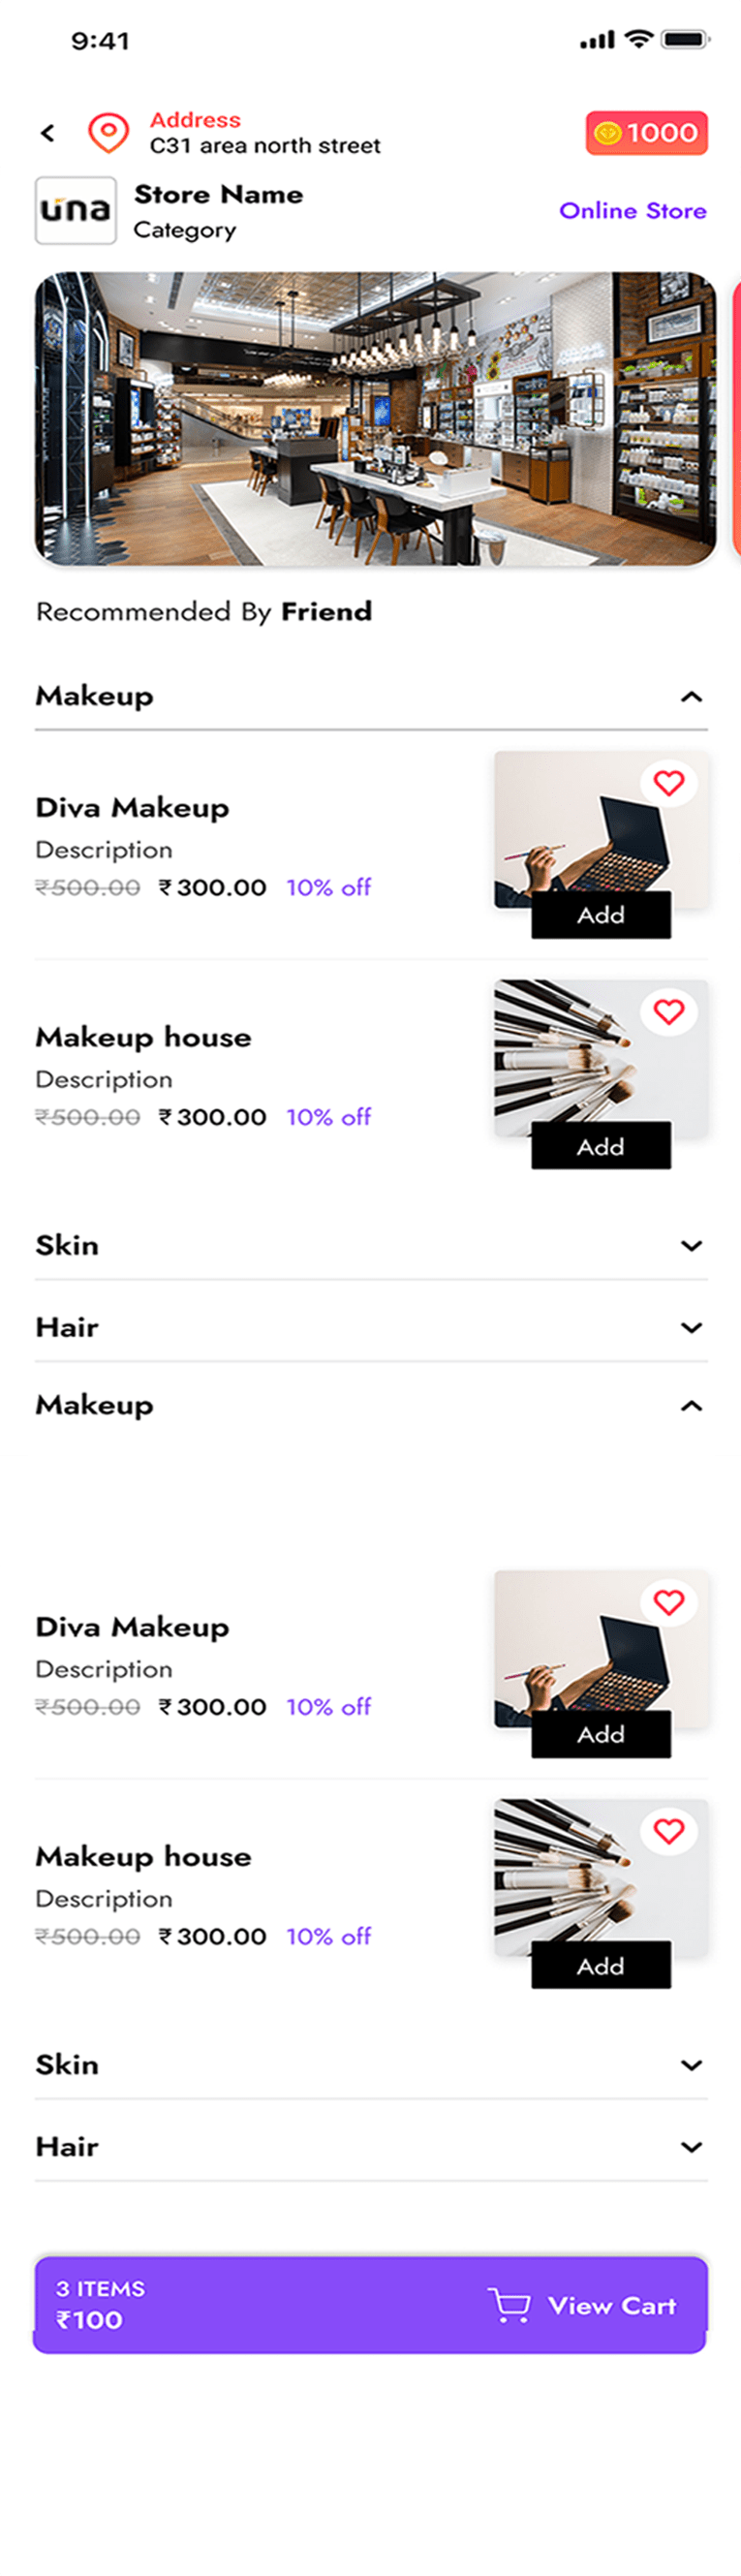 9:41
Address
C31 area north street
1000
una
Store Name
Category
Online Store
Recommended By Friend
Makeup
Diva Makeup
Description
₹500.00 ₹300.00 10% off
Add
Makeup house
Description
₹500.00 ₹300.00 10% off
Add
Skin
Hair
Makeup
Diva Makeup
Description
₹500.00 ₹300.00 10% off
Add
Makeup house
Description
₹500.00 ₹300.00 10% off
Add
Skin
Hair
3 ITEMS
₹100
View Cart